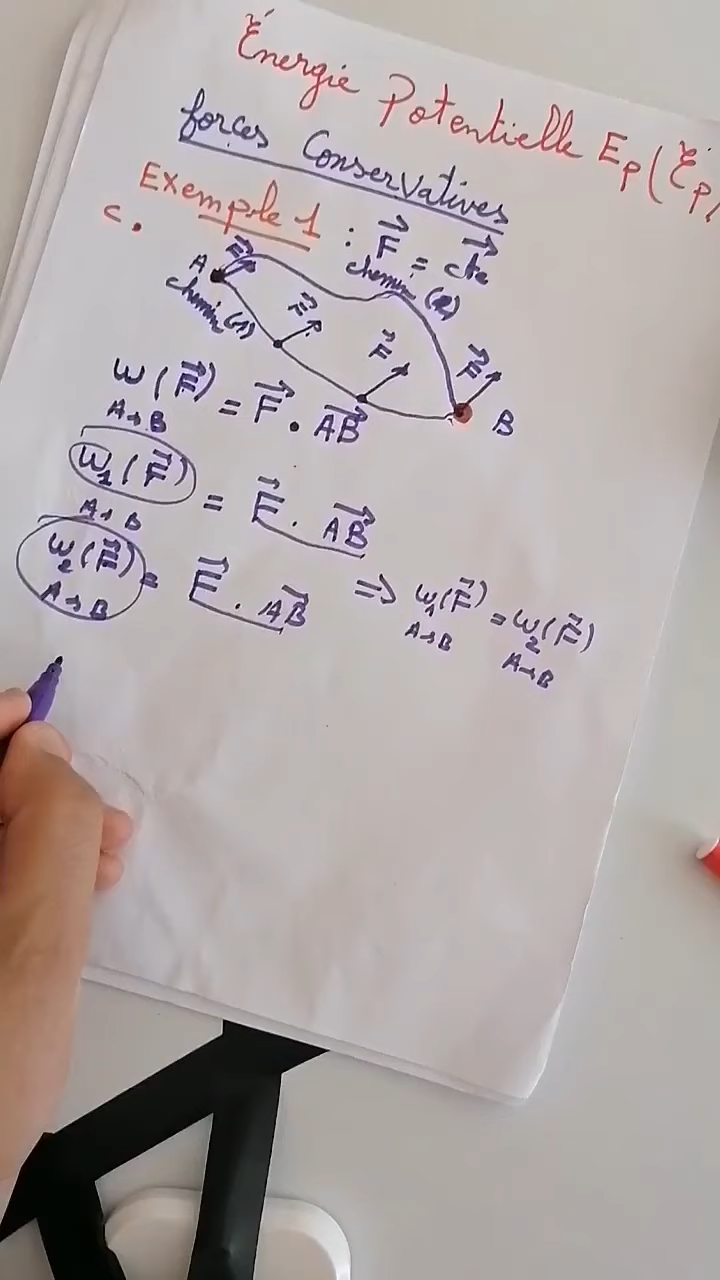 Énergie Potentielle Ep (Ép
forces Conservatives
Exemple 1 : F⃗ = cte⃗
c.
A F⃗ chemin (2)
chemin (1) F⃗ F⃗ F⃗ B
W(F⃗) A→B = F⃗ . AB⃗
W1(F⃗) A→B = F⃗ . AB⃗
W2(F⃗) A→B = F⃗ . AB⃗ => W1(F⃗) A→B = W2(F⃗) A→B